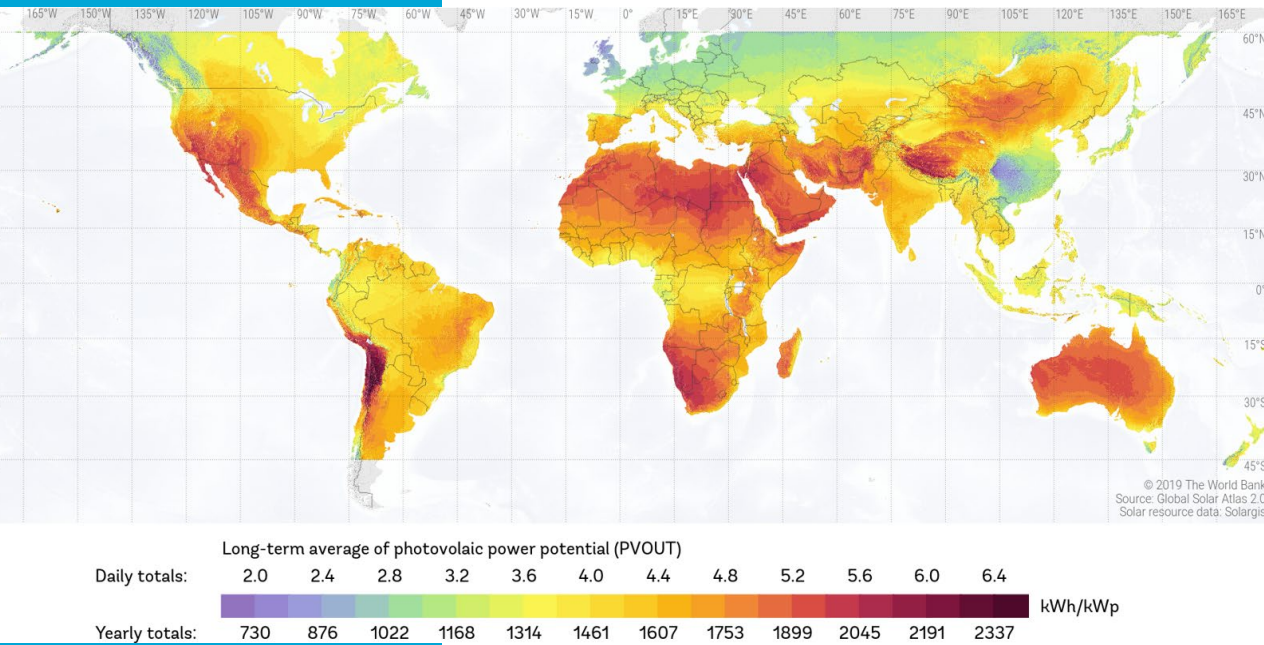 165°W 150°W 135°W 120°W 105°W 90°W 75°W 60°W 45°W 30°W 15°W 0° 15°E 30°E 45°E 60°E 75°E 90°E 105°E 120°E 135°E 150°E 165°E
60°N
45°N
30°N
15°N
0°
15°S
30°S
45°S
© 2019 The World Bank
Source: Global Solar Atlas 2.0
Solar resource data: Solargis
Long-term average of photovolaic power potential (PVOUT)
Daily totals: 2.0 2.4 2.8 3.2 3.6 4.0 4.4 4.8 5.2 5.6 6.0 6.4
kWh/kWp
Yearly totals: 730 876 1022 1168 1314 1461 1607 1753 1899 2045 2191 2337